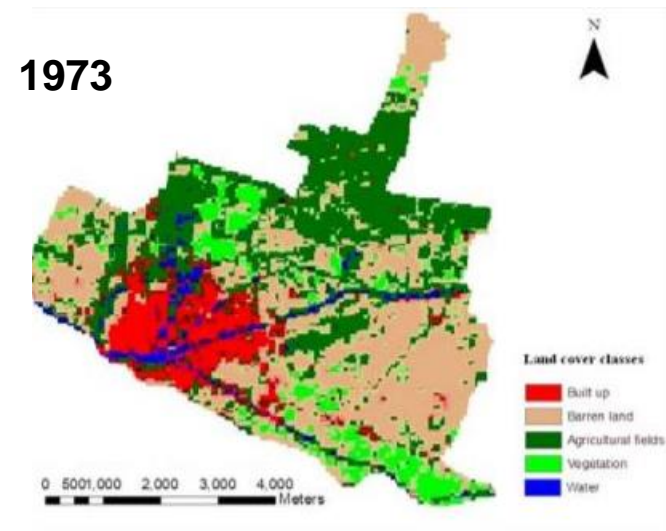 1973
N
Land cover classes
Built up
Barren land
Agricultural fields
Vegetation
Water
0 5001,000 2,000 3,000 4,000
Meters